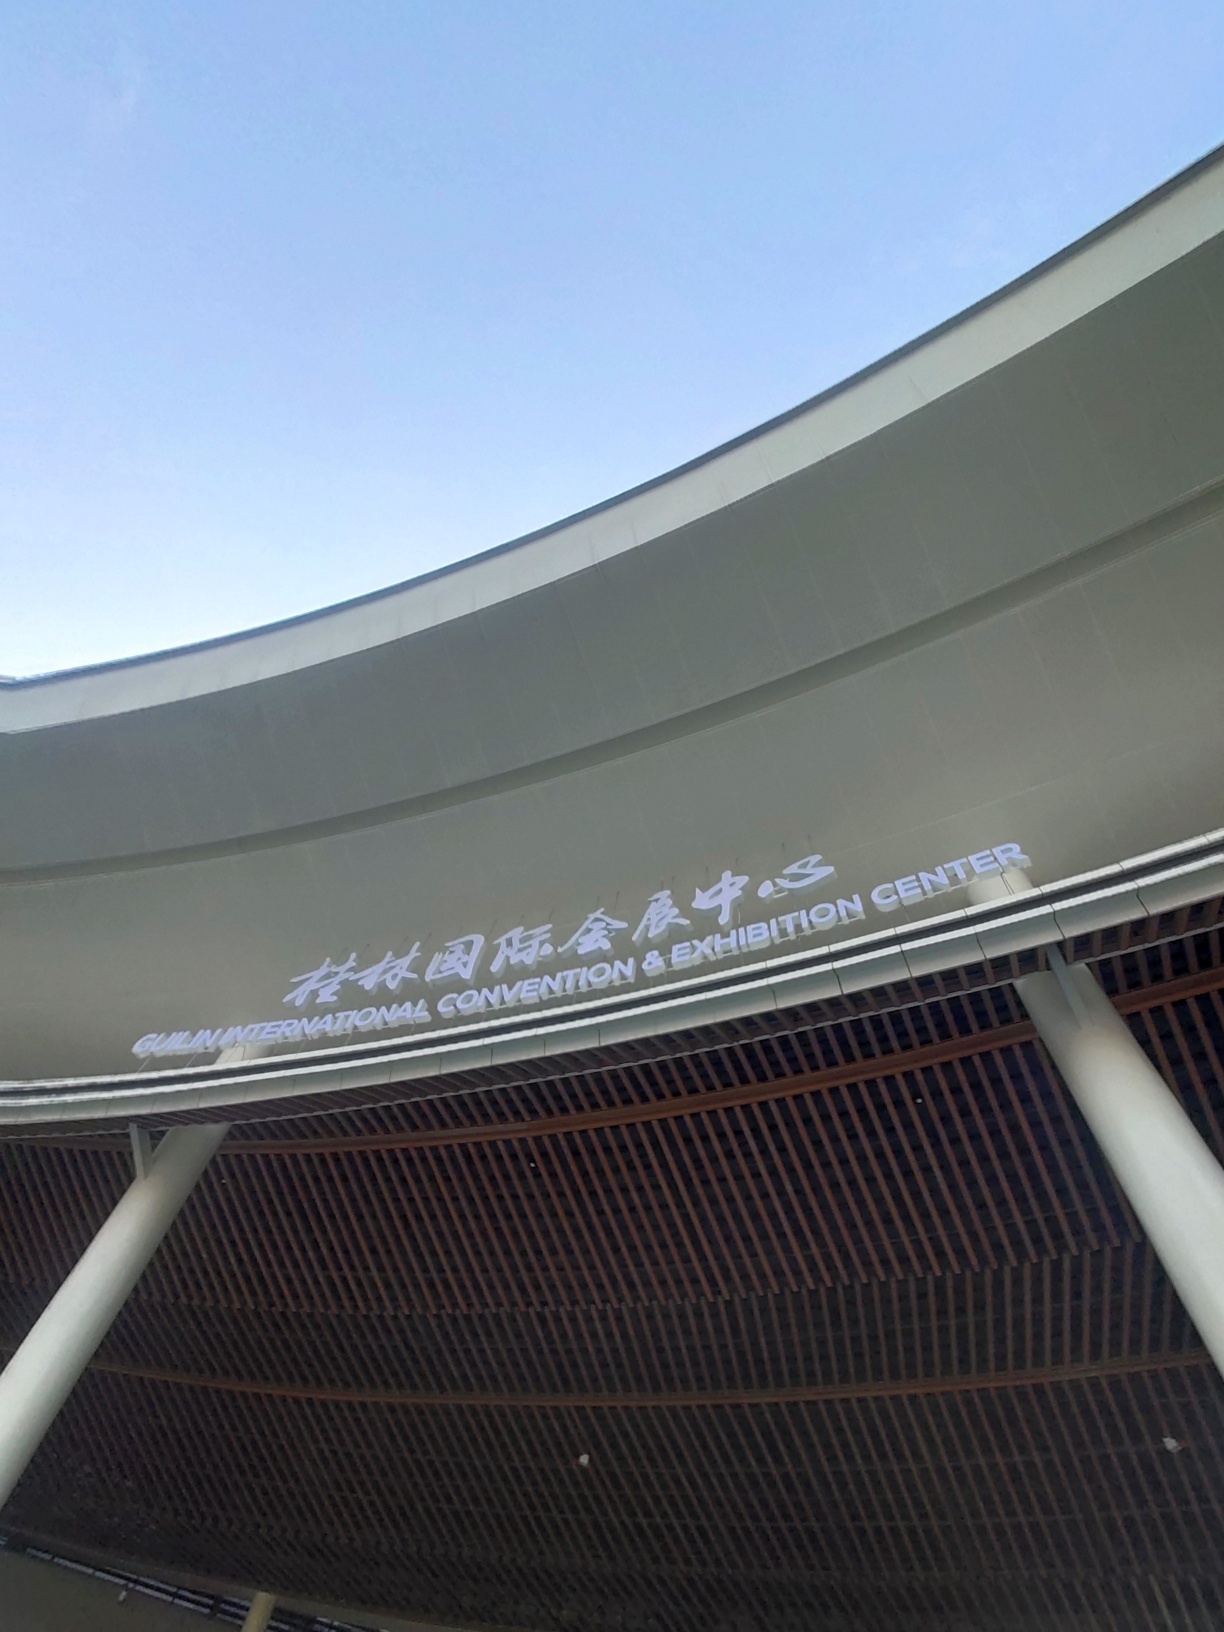 桂林国际会展中心
GUILIN INTERNATIONAL CONVENTION & EXHIBITION CENTER